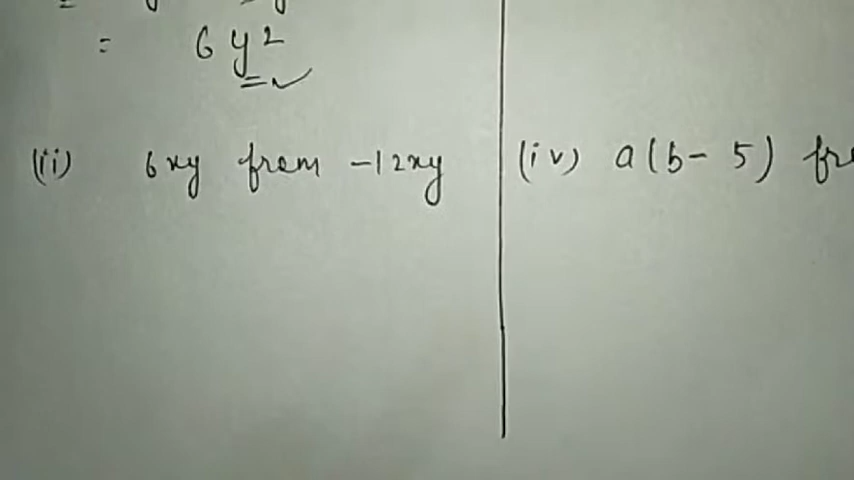 = 6y²
(ii) 6xy from -12xy
(iv) a(b- 5)